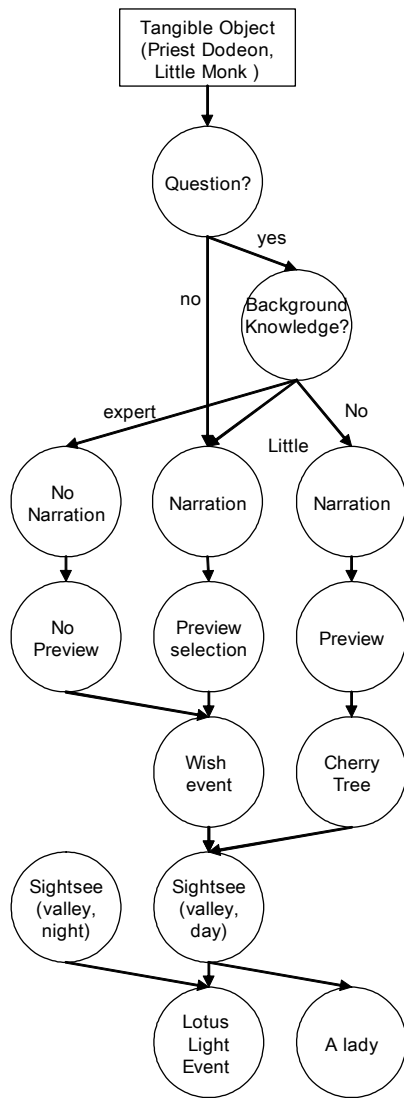 Tangible Object
(Priest Dodeon,
Little Monk )
Question?
yes
no
Background
Knowledge?
expert
No
Little
No
Narration
Narration
Narration
No
Preview
Preview
selection
Preview
Wish
event
Cherry
Tree
Sightsee
(valley,
night)
Sightsee
(valley,
day)
Lotus
Light
Event
A lady